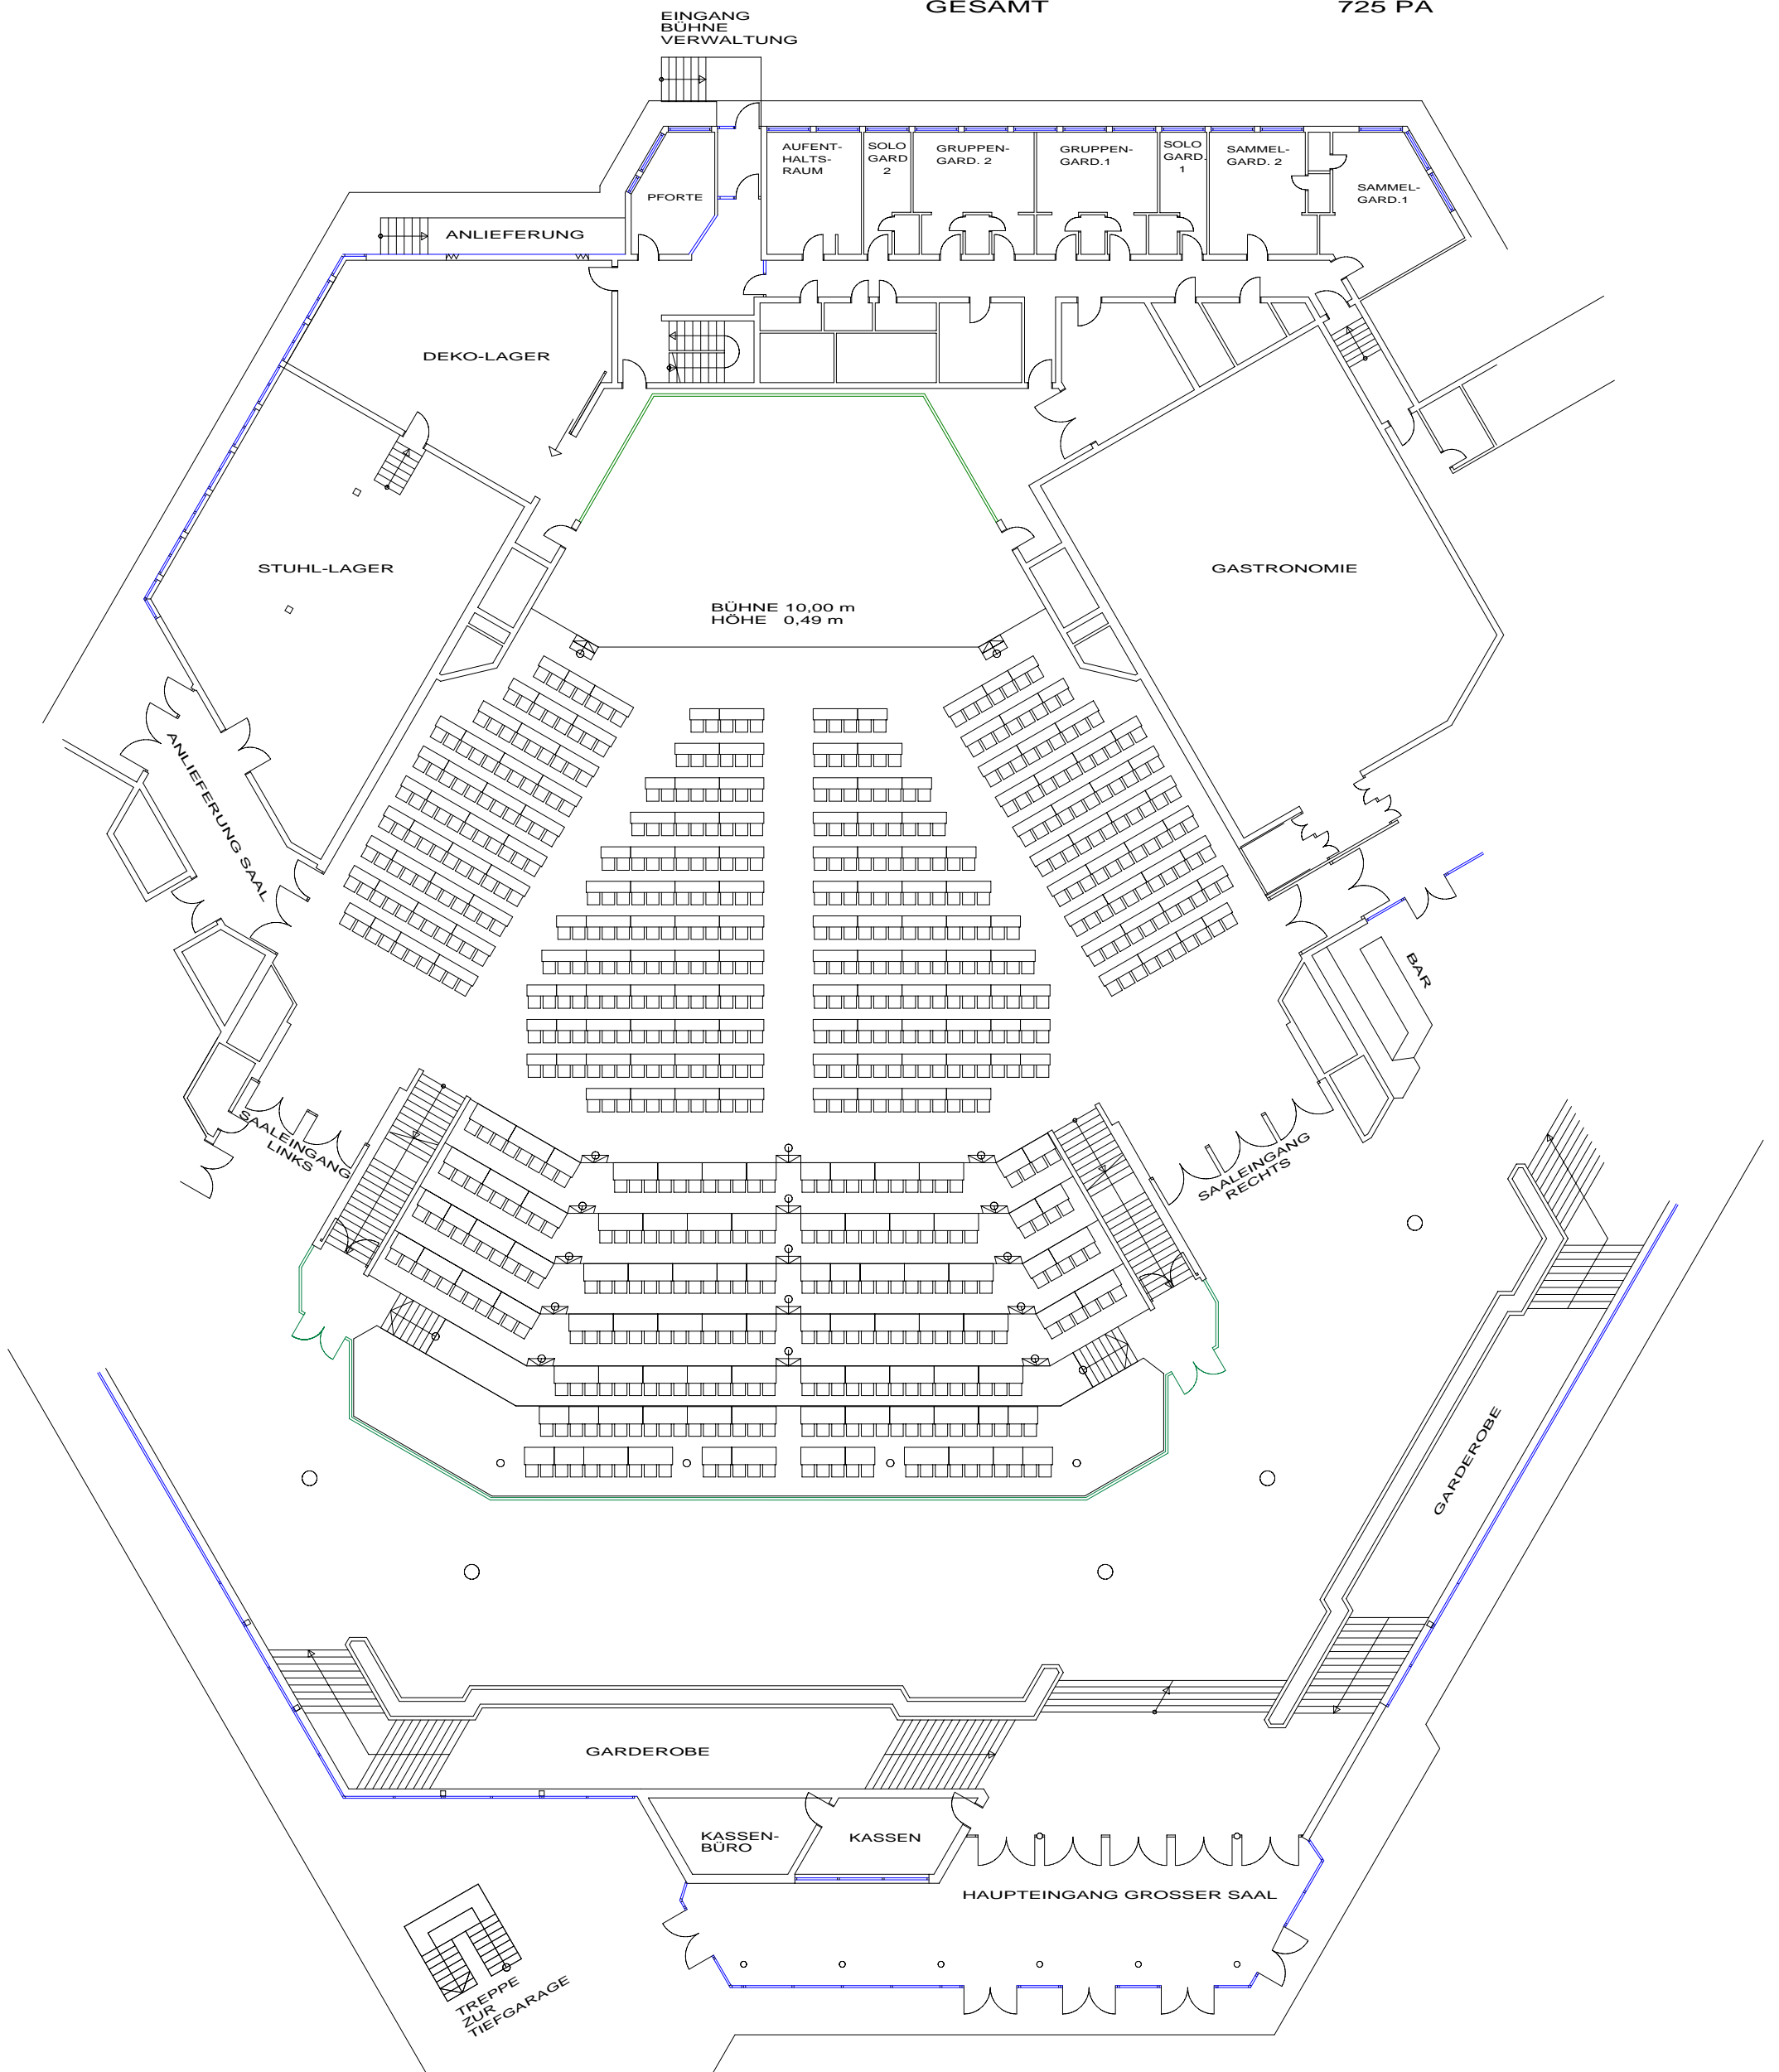 GESAMT 725 PA
EINGANG
BÜHNE
VERWALTUNG
AUFENT-
HALTS-
RAUM
SOLO
GARD
2
GRUPPEN-
GARD. 2
GRUPPEN-
GARD.1
SOLO
GARD.
1
SAMMEL-
GARD. 2
SAMMEL-
GARD.1
PFORTE
ANLIEFERUNG
DEKO-LAGER
STUHL-LAGER
GASTRONOMIE
BÜHNE 10,00 m
HÖHE 0,49 m
ANLIEFERUNG SAAL
BAR
SAALEINGANG
LINKS
SAALEINGANG
RECHTS
GARDEROBE
GARDEROBE
KASSEN-
BÜRO
KASSEN
HAUPTEINGANG GROSSER SAAL
TREPPE
ZUR
TIEFGARAGE